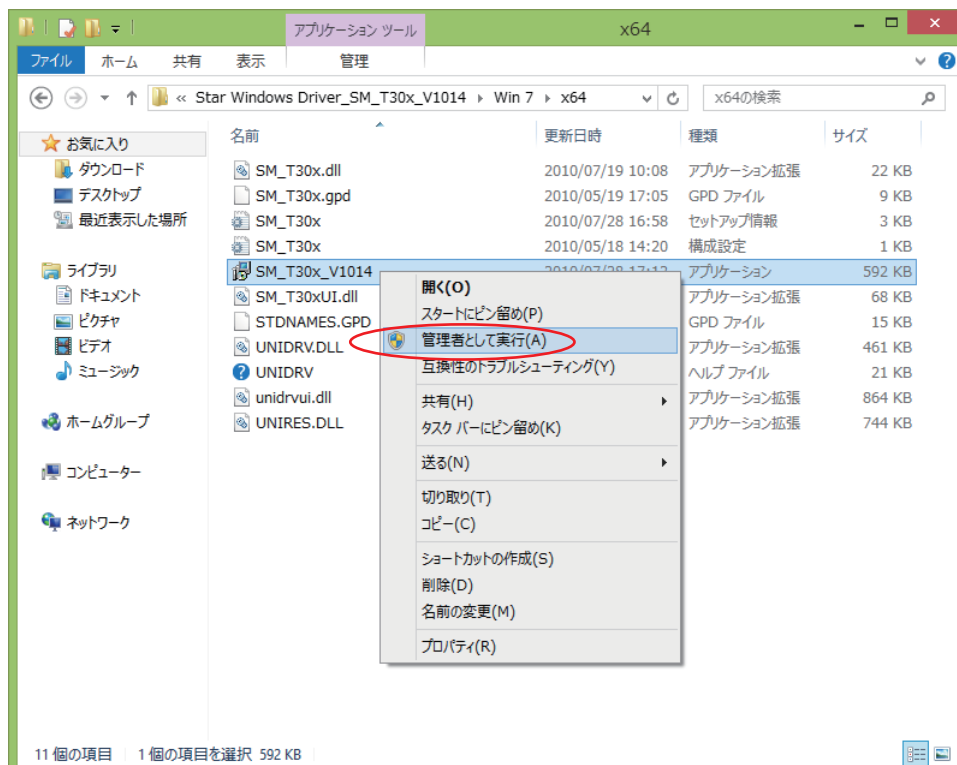 アプリケーション ツール
x64
ファイル ホーム 共有 表示 管理
« Star Windows Driver_SM_T30x_V1014 Win 7 x64 x64の検索
お気に入り
ダウンロード
デスクトップ
最近表示した場所
ライブラリ
ドキュメント
ピクチャ
ビデオ
ミュージック
ホームグループ
コンピューター
ネットワーク
名前 更新日時 種類 サイズ
SM_T30x.dll 2010/07/19 10:08 アプリケーション拡張 22 KB
SM_T30x.gpd 2010/05/19 17:05 GPD ファイル 9 KB
SM_T30x 2010/07/28 16:58 セットアップ情報 3 KB
SM_T30x 2010/05/18 14:20 構成設定 1 KB
SM_T30x_V1014 2010/07/28 17:12 アプリケーション 592 KB
SM_T30xUI.dll アプリケーション拡張 68 KB
STDNAMES.GPD GPD ファイル 15 KB
UNIDRV.DLL アプリケーション拡張 461 KB
UNIDRV ヘルプ ファイル 21 KB
unidrvui.dll アプリケーション拡張 864 KB
UNIRES.DLL アプリケーション拡張 744 KB
開く(O)
スタートにピン留め(P)
管理者として実行(A)
互換性のトラブルシューティング(Y)
共有(H)
タスク バーにピン留め(K)
送る(N)
切り取り(T)
コピー(C)
ショートカットの作成(S)
削除(D)
名前の変更(M)
プロパティ(R)
11 個の項目 1 個の項目を選択 592 KB